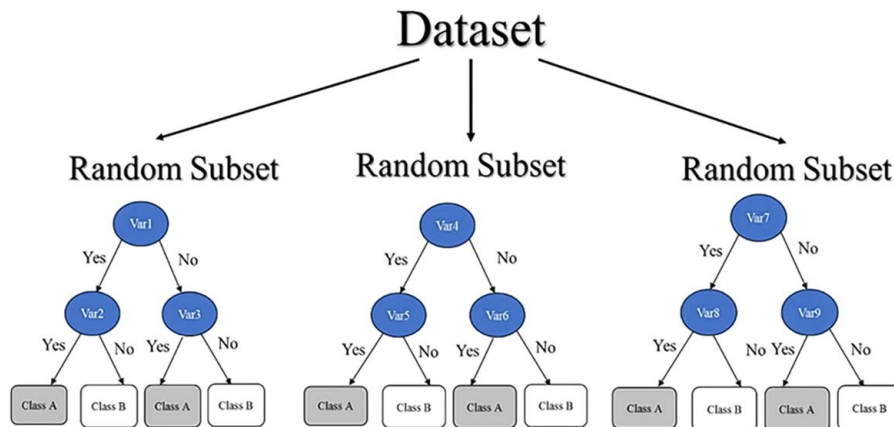 Dataset
Random Subset Random Subset Random Subset
Var1 Var4 Var7
Yes No Yes No Yes No
Var2 Var3 Var5 Var6 Var8 Var9
Yes No Yes No Yes No Yes No Yes No Yes No
Class A Class B Class A Class B Class A Class B Class A Class B Class A Class B Class A Class B